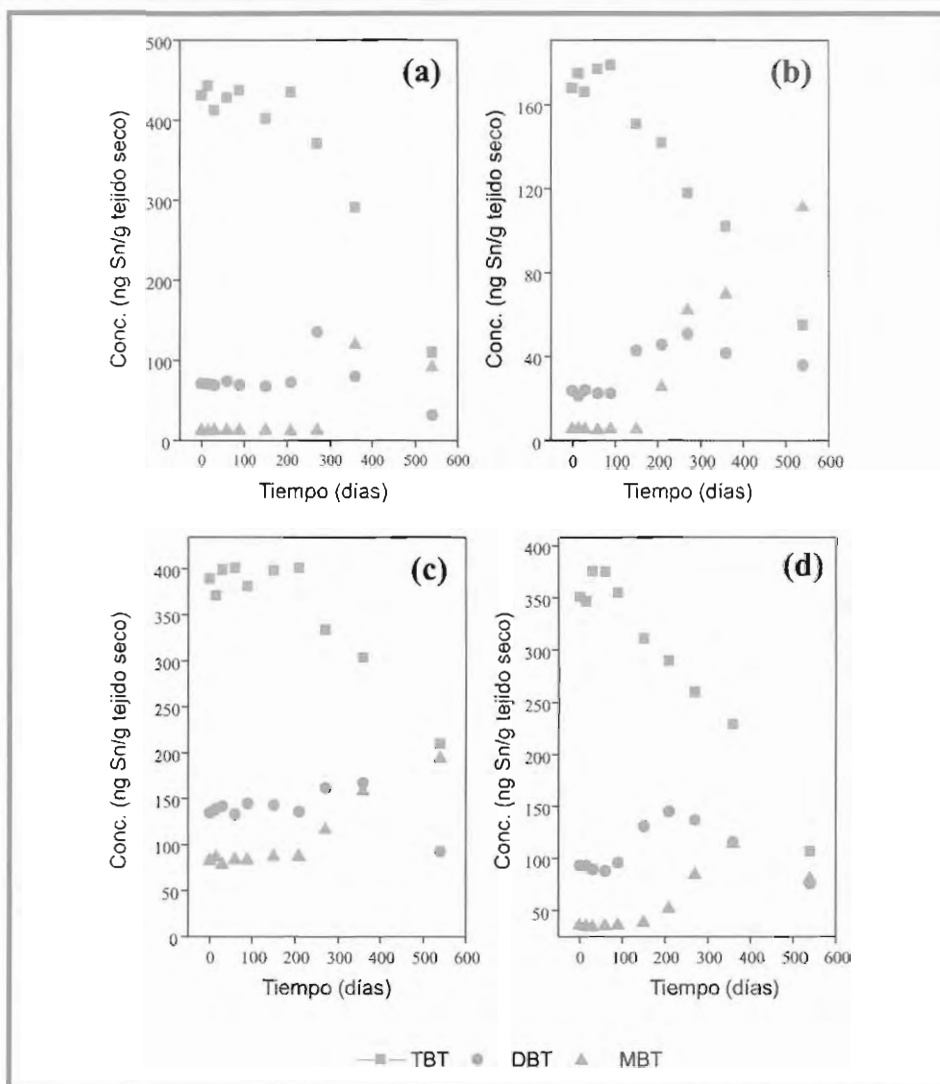 (a)
Conc. (ng Sn/g tejido seco)
500
400
300
200
100
0
0 100 200 300 400 500 600
Tiempo (días)
(b)
Conc. (ng Sn/g tejido seco)
160
120
80
40
0
0 100 200 300 400 500 600
Tiempo (días)
(c)
Conc. (ng Sn/g tejido seco)
400
350
300
250
200
150
100
50
0
0 100 200 300 400 500 600
Tiempo (días)
(d)
Conc. (ng Sn/g tejido seco)
400
350
300
250
200
150
100
50
0 100 200 300 400 500 600
Tiempo (días)
TBT DBT MBT